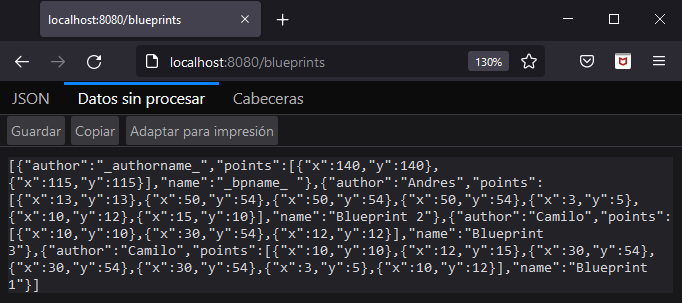 localhost:8080/blueprints
localhost:8080/blueprints
130%
JSON
Datos sin procesar
Cabeceras
Guardar
Copiar
Adaptar para impresión
[{"author":"_authorname_","points":[{"x":140,"y":140},
{"x":115,"y":115}],"name":"_bpname_ "},{"author":"Andres","points":
[{"x":13,"y":13},{"x":50,"y":54},{"x":50,"y":54},{"x":50,"y":54},{"x":3,"y":5},
{"x":10,"y":12},{"x":15,"y":10}],"name":"Blueprint 2"},{"author":"Camilo","points":
[{"x":10,"y":10},{"x":30,"y":54},{"x":12,"y":12}],"name":"Blueprint
3"},{"author":"Camilo","points":[{"x":10,"y":10},{"x":12,"y":15},{"x":30,"y":54},
{"x":30,"y":54},{"x":30,"y":54},{"x":3,"y":5},{"x":10,"y":12}],"name":"Blueprint
1"}]